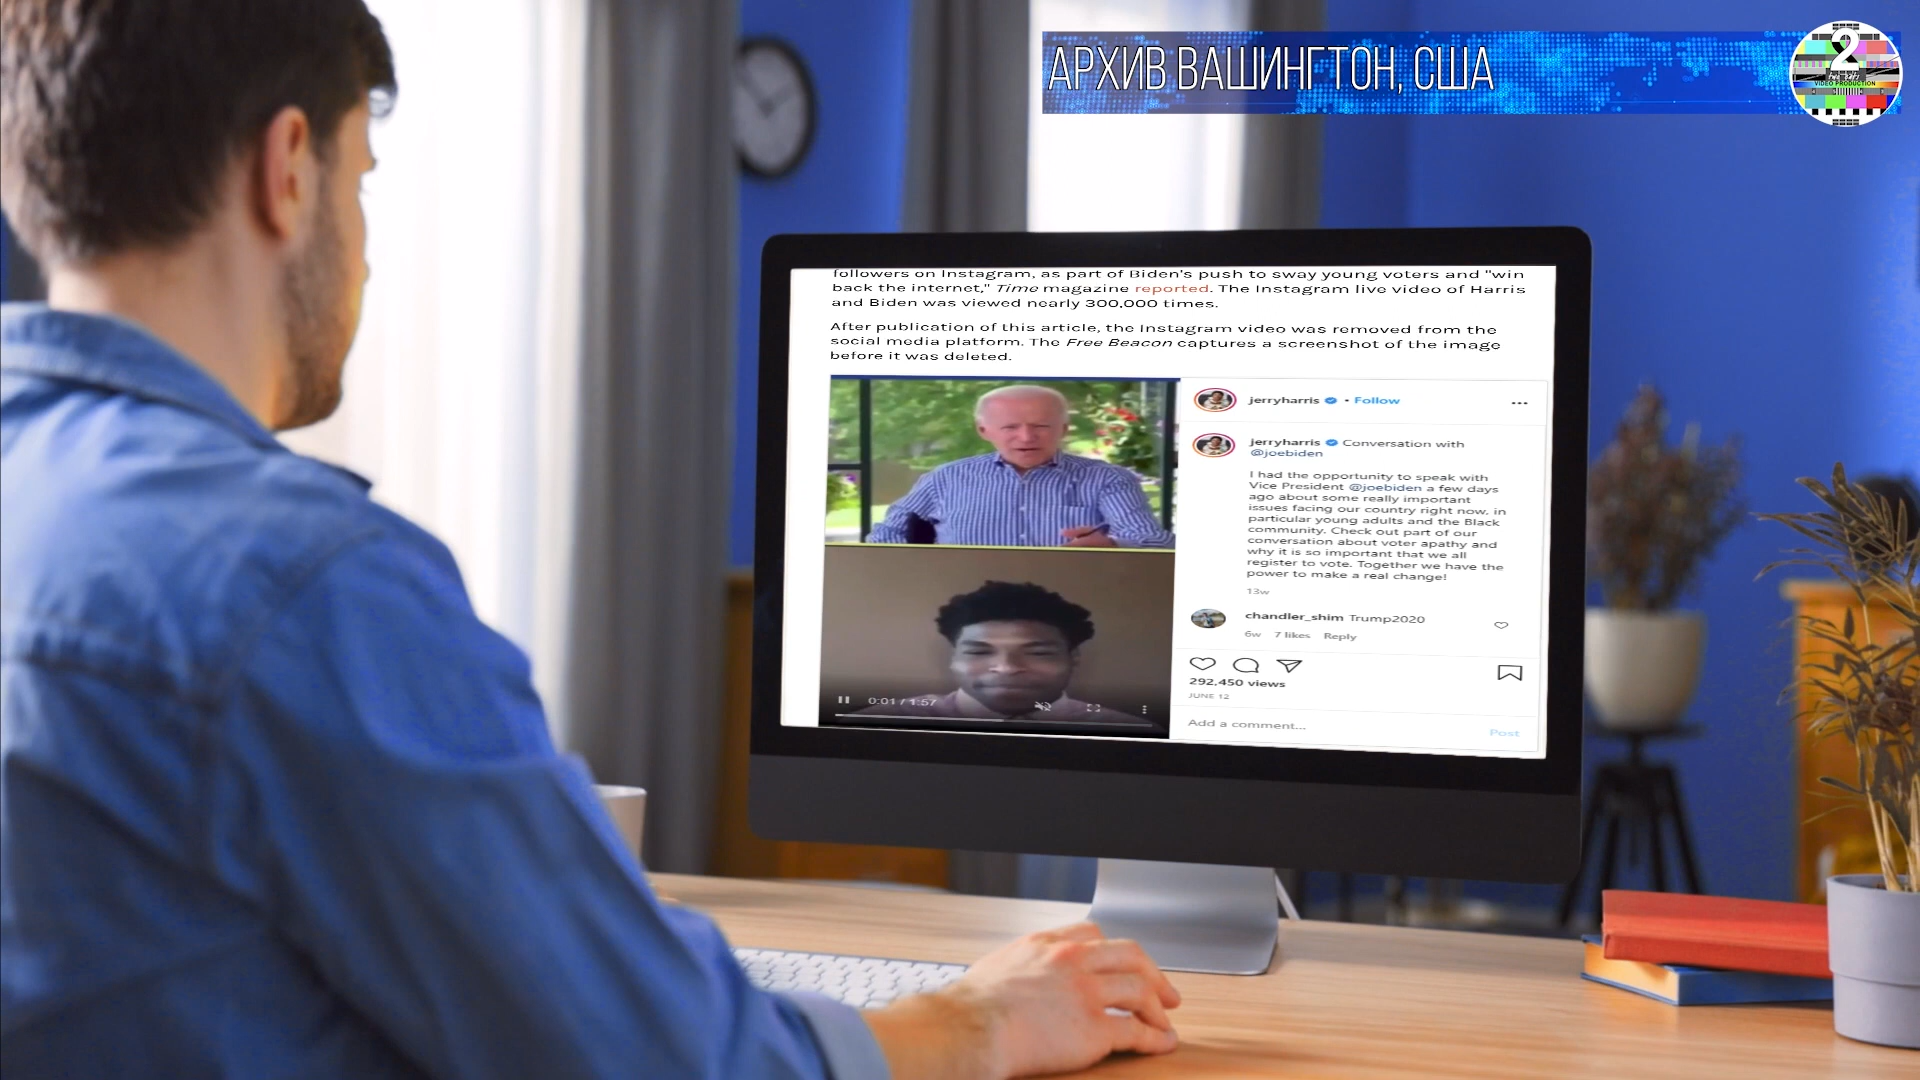 АРХИВ ВАШИНГТОН, США
2
VIDEO PRODUCTION
followers on Instagram, as part of Biden's push to sway young voters and "win
back the internet," Time magazine reported. The Instagram live video of Harris
and Biden was viewed nearly 300,000 times.
After publication of this article, the Instagram video was removed from the
social media platform. The Free Beacon captures a screenshot of the image
before it was deleted.
jerryharris • Follow
jerryharris Conversation with
@joebiden
I had the opportunity to speak with
Vice President @joebiden a few days
ago about some really important
issues facing our country right now, in
particular young adults and the Black
community. Check out part of our
conversation about voter apathy and
why it is so important that we all
register to vote. Together we have the
power to make a real change!
13w
chandler_shim Trump2020
6w 7 likes Reply
292,450 views
JUNE 12
Add a comment...
Post
0:01 / 1:57